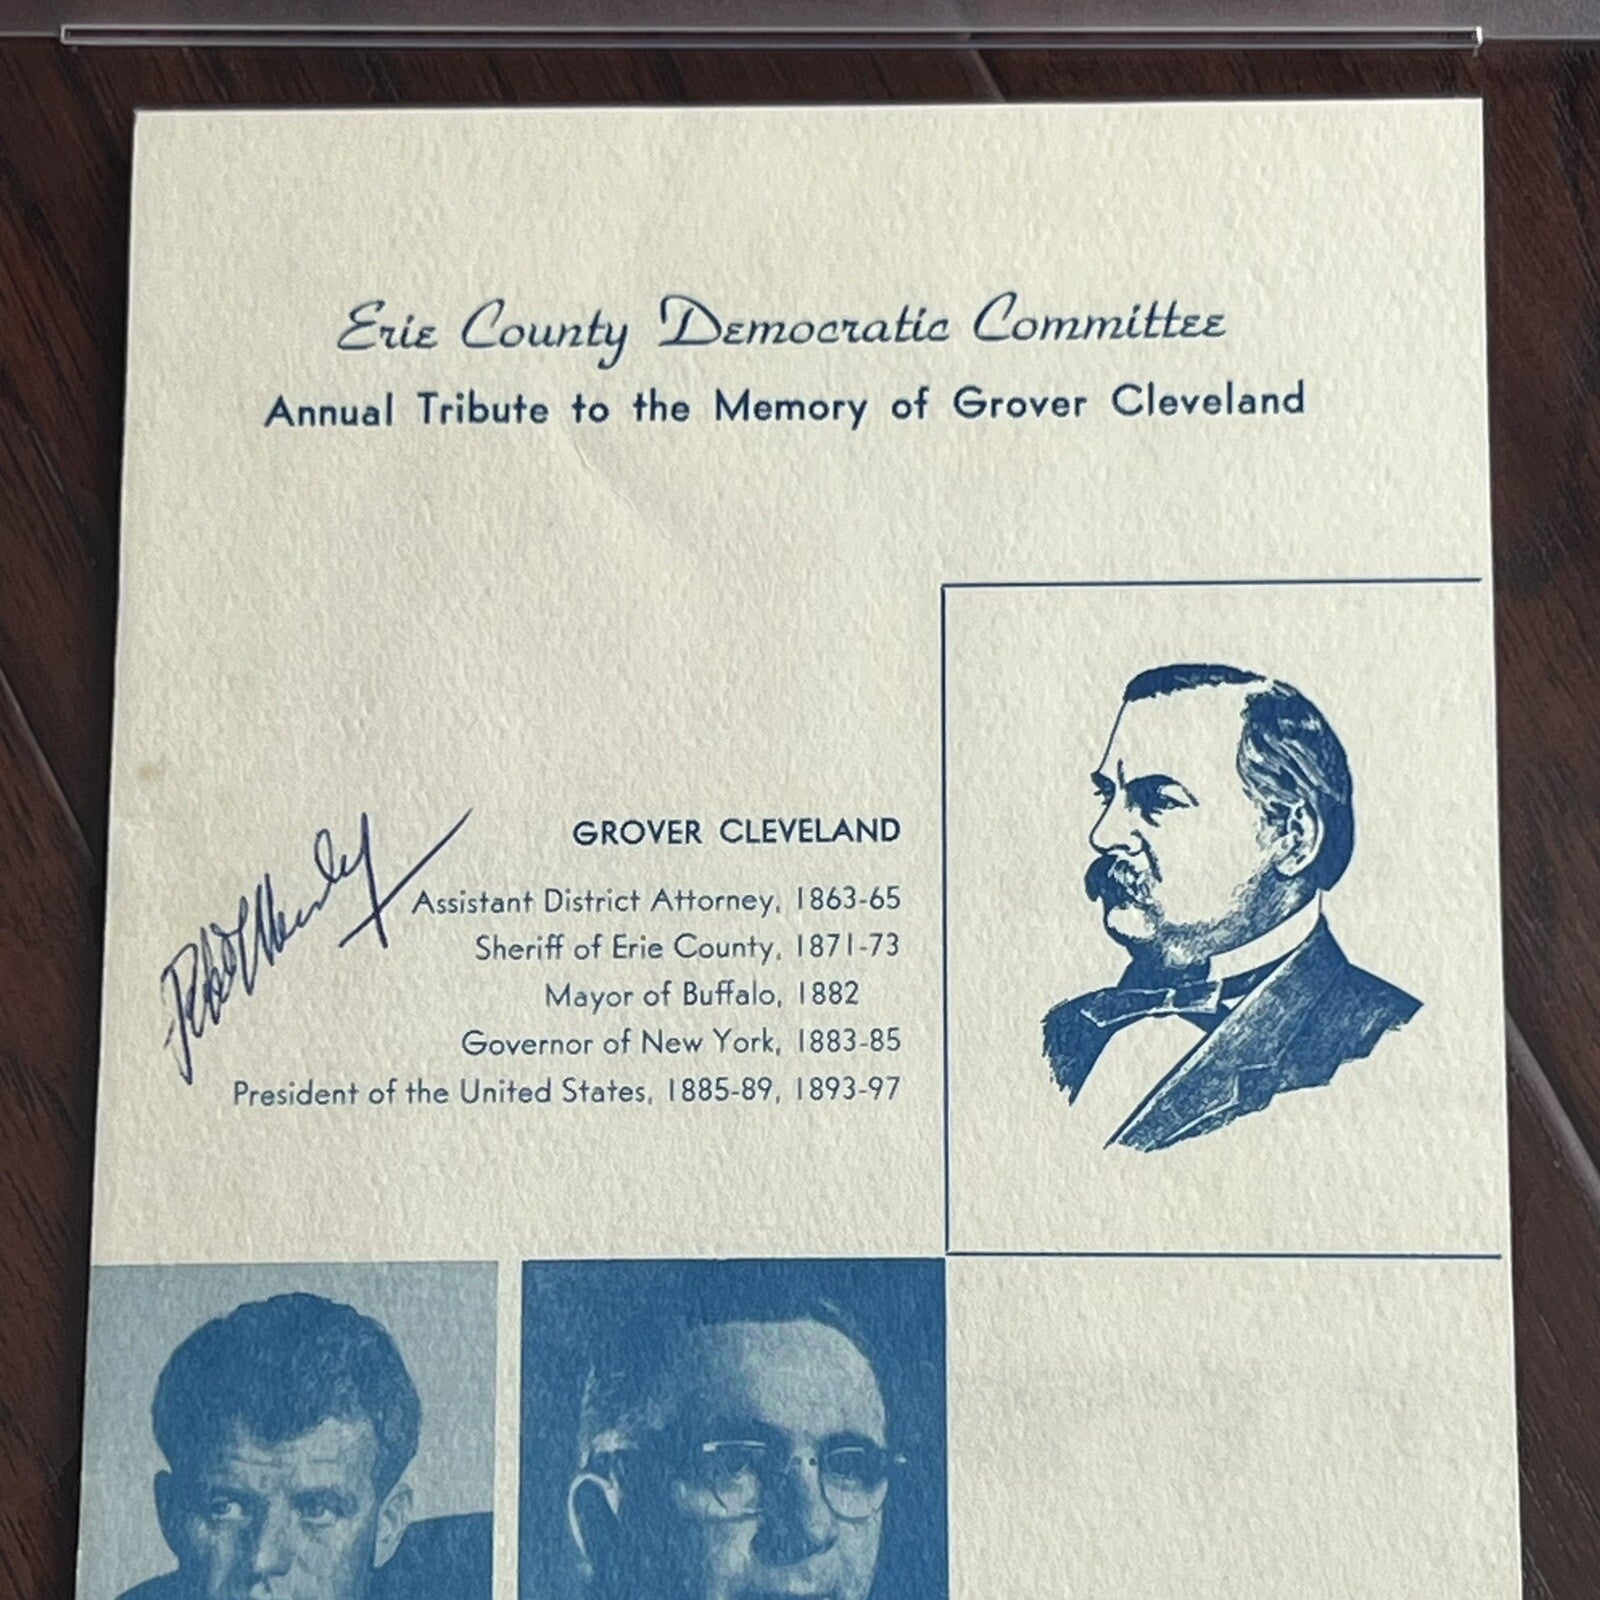 Erie County Democratic Committee
Annual Tribute to the Memory of Grover Cleveland
GROVER CLEVELAND
Assistant District Attorney, 1863-65
Sheriff of Erie County, 1871-73
Mayor of Buffalo, 1882
Governor of New York, 1883-85
President of the United States, 1885-89, 1893-97